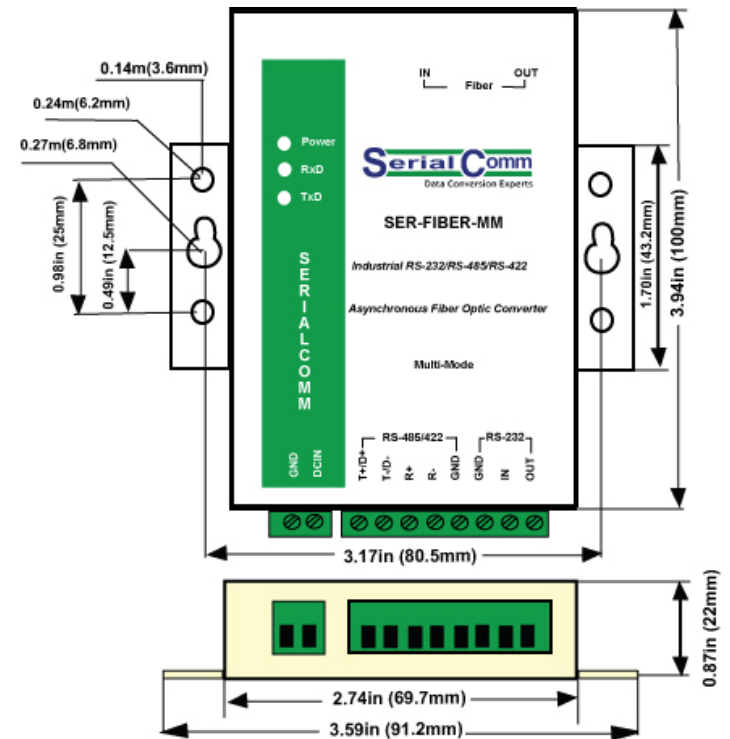 0.14m(3.6mm)
0.24m(6.2mm)
0.27m(6.8mm)
0.98in (25mm)
0.49in (12.5mm)
IN OUT
Fiber
Power
RxD
TxD
Serial Comm
Data Conversion Experts
SER-FIBER-MM
Industrial RS-232/RS-485/RS-422
Asynchronous Fiber Optic Converter
Multi-Mode
SERIALCOMM
1.70in (43.2mm)
3.94in (100mm)
RS-485/422 RS-232
GND DCIN T+/D+ T-/D- R+ R- GND GND IN OUT
3.17in (80.5mm)
0.87in (22mm)
2.74in (69.7mm)
3.59in (91.2mm)